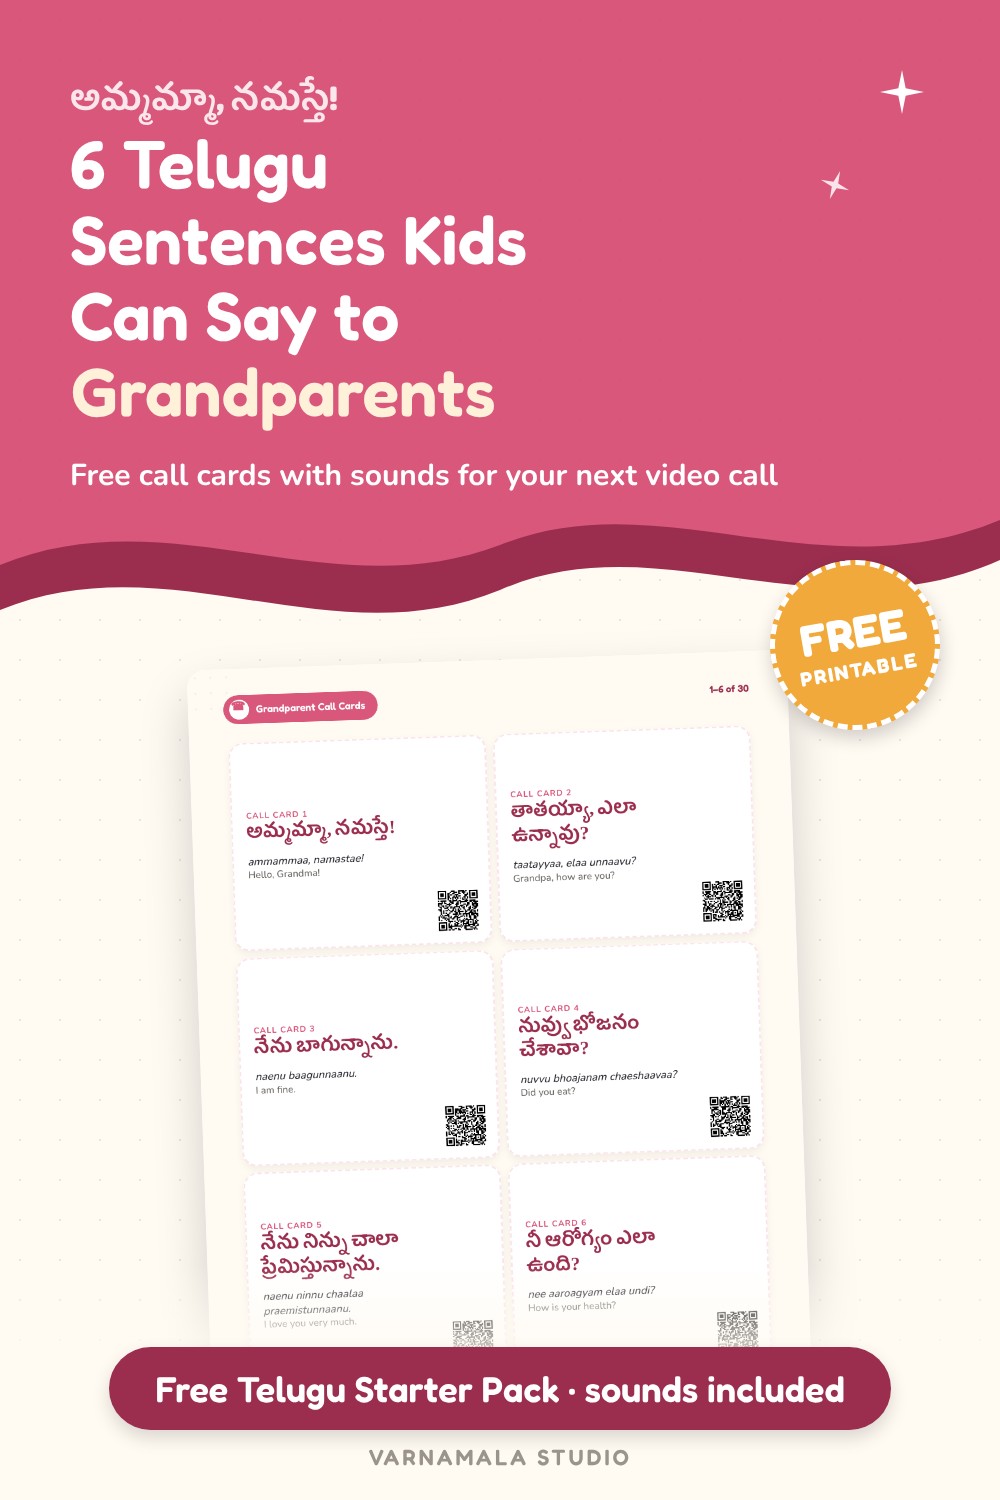 అమ్మమ్మా, నమస్తే!
6 Telugu
Sentences Kids
Can Say to
Grandparents
Free call cards with sounds for your next video call
FREE
PRINTABLE
Grandparent Call Cards
1–6 of 30
CALL CARD 1
అమ్మమ్మా, నమస్తే!
ammammaa, namastae!
Hello, Grandma!
CALL CARD 2
తాతయ్యా, ఎలా
ఉన్నావు?
taatayyaa, elaa unnaavu?
Grandpa, how are you?
CALL CARD 3
నేను బాగున్నాను.
naenu baagunnaanu.
I am fine.
CALL CARD 4
నువ్వు భోజనం
చేశావా?
nuvvu bhoajanam chaeshaavaa?
Did you eat?
CALL CARD 5
నేను నిన్ను చాలా
ప్రేమిస్తున్నాను.
naenu ninnu chaalaa
praemistunnaanu.
I love you very much.
CALL CARD 6
నీ ఆరోగ్యం ఎలా
ఉంది?
nee aaroagyam elaa undi?
How is your health?
Free Telugu Starter Pack · sounds included
VARNAMALA STUDIO